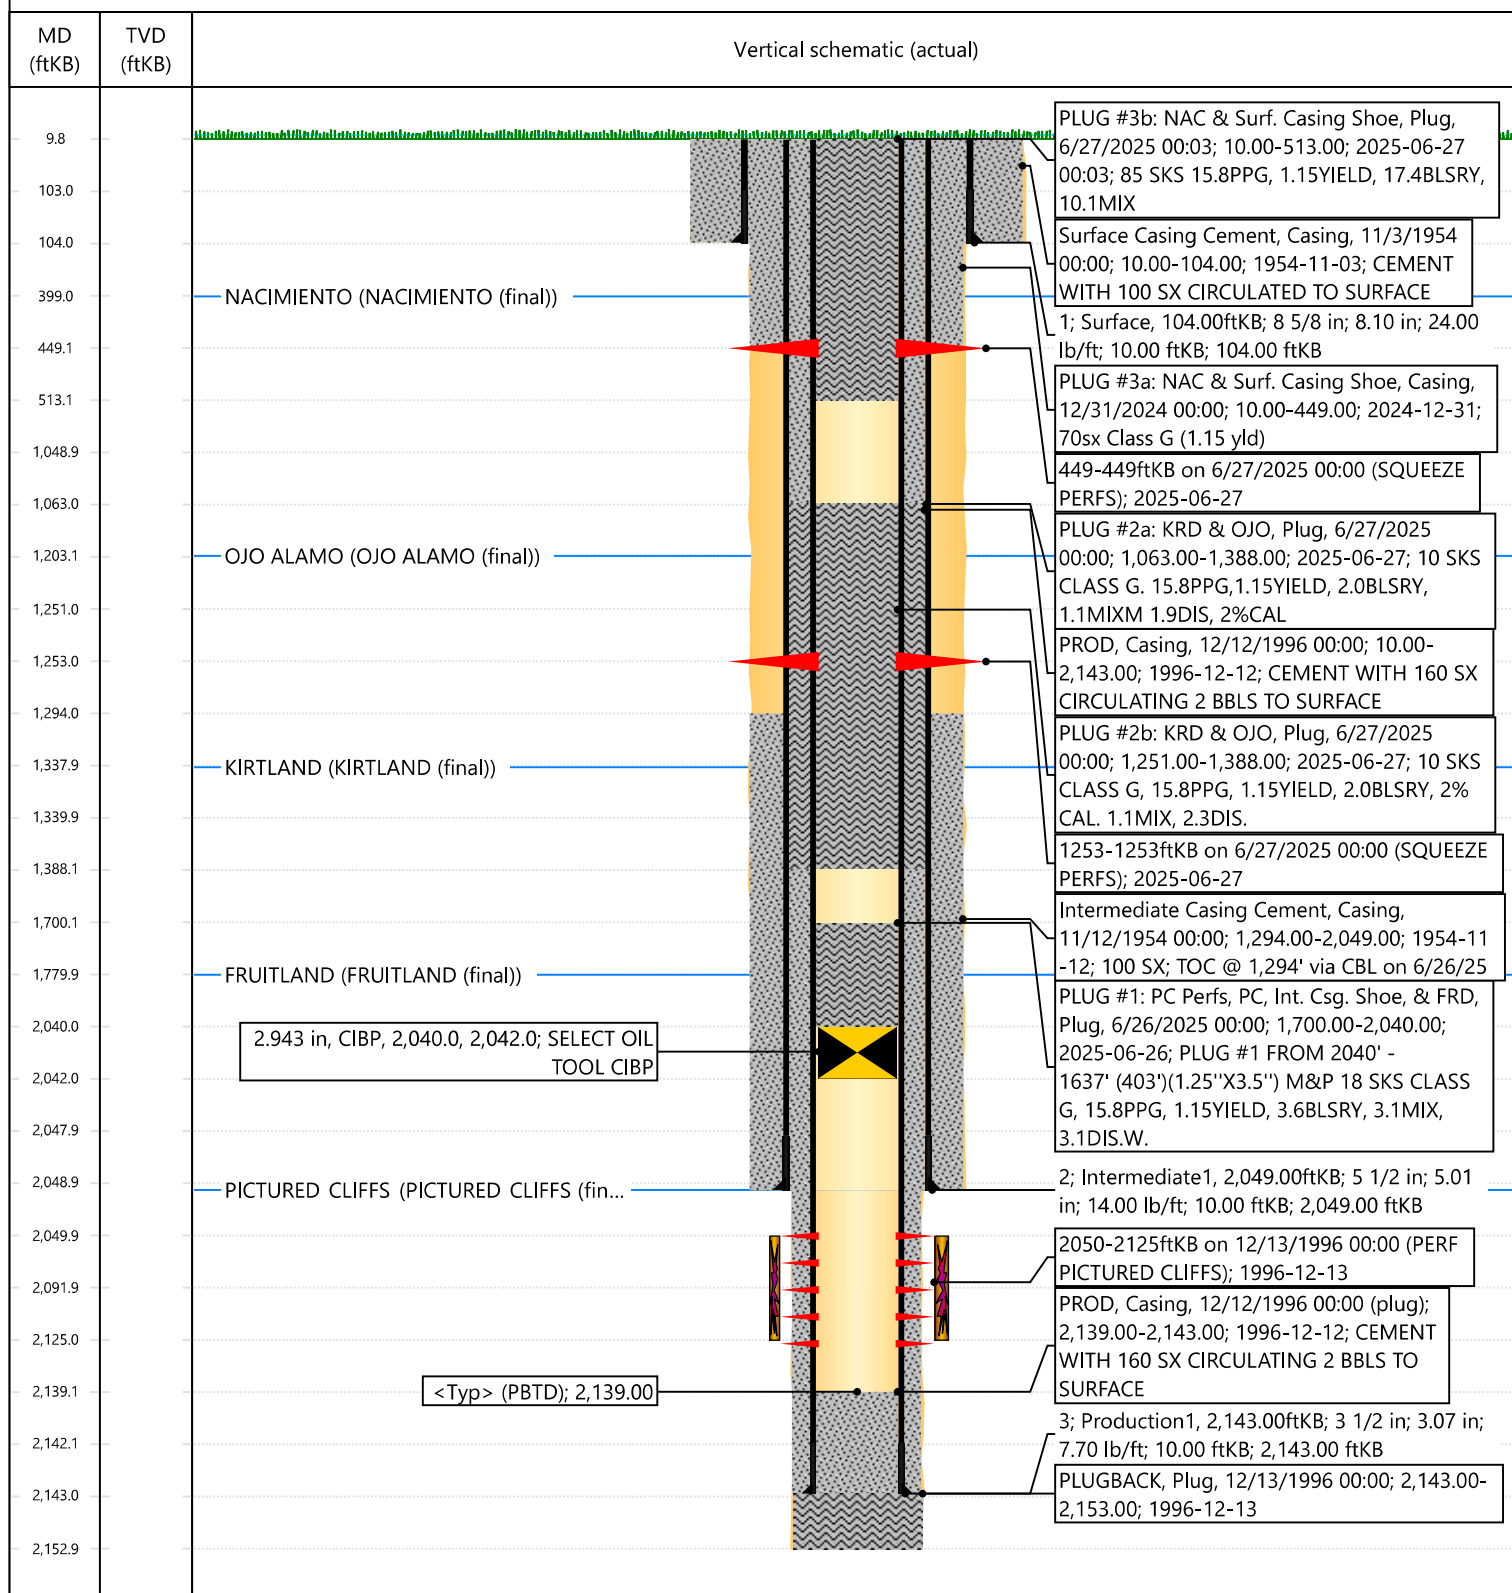 MD
(ftKB)
TVD
(ftKB)
Vertical schematic (actual)
9.8
103.0
104.0
399.0
449.1
513.1
1,048.9
1,063.0
1,203.1
1,251.0
1,253.0
1,294.0
1,337.9
1,339.9
1,388.1
1,700.1
1,779.9
2,040.0
2,042.0
2,047.9
2,048.9
2,049.9
2,091.9
2,125.0
2,139.1
2,142.1
2,143.0
2,152.9
NACIMIENTO (NACIMIENTO (final))
OJO ALAMO (OJO ALAMO (final))
KIRTLAND (KIRTLAND (final))
FRUITLAND (FRUITLAND (final))
2.943 in, CIBP, 2,040.0, 2,042.0; SELECT OIL
TOOL CIBP
PICTURED CLIFFS (PICTURED CLIFFS (fin...
<Typ> (PBTD); 2,139.00
PLUG #3b: NAC & Surf. Casing Shoe, Plug,
6/27/2025 00:03; 10.00-513.00; 2025-06-27
00:03; 85 SKS 15.8PPG, 1.15YIELD, 17.4BLSRY,
10.1MIX
Surface Casing Cement, Casing, 11/3/1954
00:00; 10.00-104.00; 1954-11-03; CEMENT
WITH 100 SX CIRCULATED TO SURFACE
1; Surface, 104.00ftKB; 8 5/8 in; 8.10 in; 24.00
lb/ft; 10.00 ftKB; 104.00 ftKB
PLUG #3a: NAC & Surf. Casing Shoe, Casing,
12/31/2024 00:00; 10.00-449.00; 2024-12-31;
70sx Class G (1.15 yld)
449-449ftKB on 6/27/2025 00:00 (SQUEEZE
PERFS); 2025-06-27
PLUG #2a: KRD & OJO, Plug, 6/27/2025
00:00; 1,063.00-1,388.00; 2025-06-27; 10 SKS
CLASS G. 15.8PPG,1.15YIELD, 2.0BLSRY,
1.1MIXM 1.9DIS, 2%CAL
PROD, Casing, 12/12/1996 00:00; 10.00-
2,143.00; 1996-12-12; CEMENT WITH 160 SX
CIRCULATING 2 BBLS TO SURFACE
PLUG #2b: KRD & OJO, Plug, 6/27/2025
00:00; 1,251.00-1,388.00; 2025-06-27; 10 SKS
CLASS G, 15.8PPG, 1.15YIELD, 2.0BLSRY, 2%
CAL. 1.1MIX, 2.3DIS.
1253-1253ftKB on 6/27/2025 00:00 (SQUEEZE
PERFS); 2025-06-27
Intermediate Casing Cement, Casing,
11/12/1954 00:00; 1,294.00-2,049.00; 1954-11
-12; 100 SX; TOC @ 1,294' via CBL on 6/26/25
PLUG #1: PC Perfs, PC, Int. Csg. Shoe, & FRD,
Plug, 6/26/2025 00:00; 1,700.00-2,040.00;
2025-06-26; PLUG #1 FROM 2040' -
1637' (403')(1.25''X3.5'') M&P 18 SKS CLASS
G, 15.8PPG, 1.15YIELD, 3.6BLSRY, 3.1MIX,
3.1DIS.W.
2; Intermediate1, 2,049.00ftKB; 5 1/2 in; 5.01
in; 14.00 lb/ft; 10.00 ftKB; 2,049.00 ftKB
2050-2125ftKB on 12/13/1996 00:00 (PERF
PICTURED CLIFFS); 1996-12-13
PROD, Casing, 12/12/1996 00:00 (plug);
2,139.00-2,143.00; 1996-12-12; CEMENT
WITH 160 SX CIRCULATING 2 BBLS TO
SURFACE
3; Production1, 2,143.00ftKB; 3 1/2 in; 3.07 in;
7.70 lb/ft; 10.00 ftKB; 2,143.00 ftKB
PLUGBACK, Plug, 12/13/1996 00:00; 2,143.00-
2,153.00; 1996-12-13